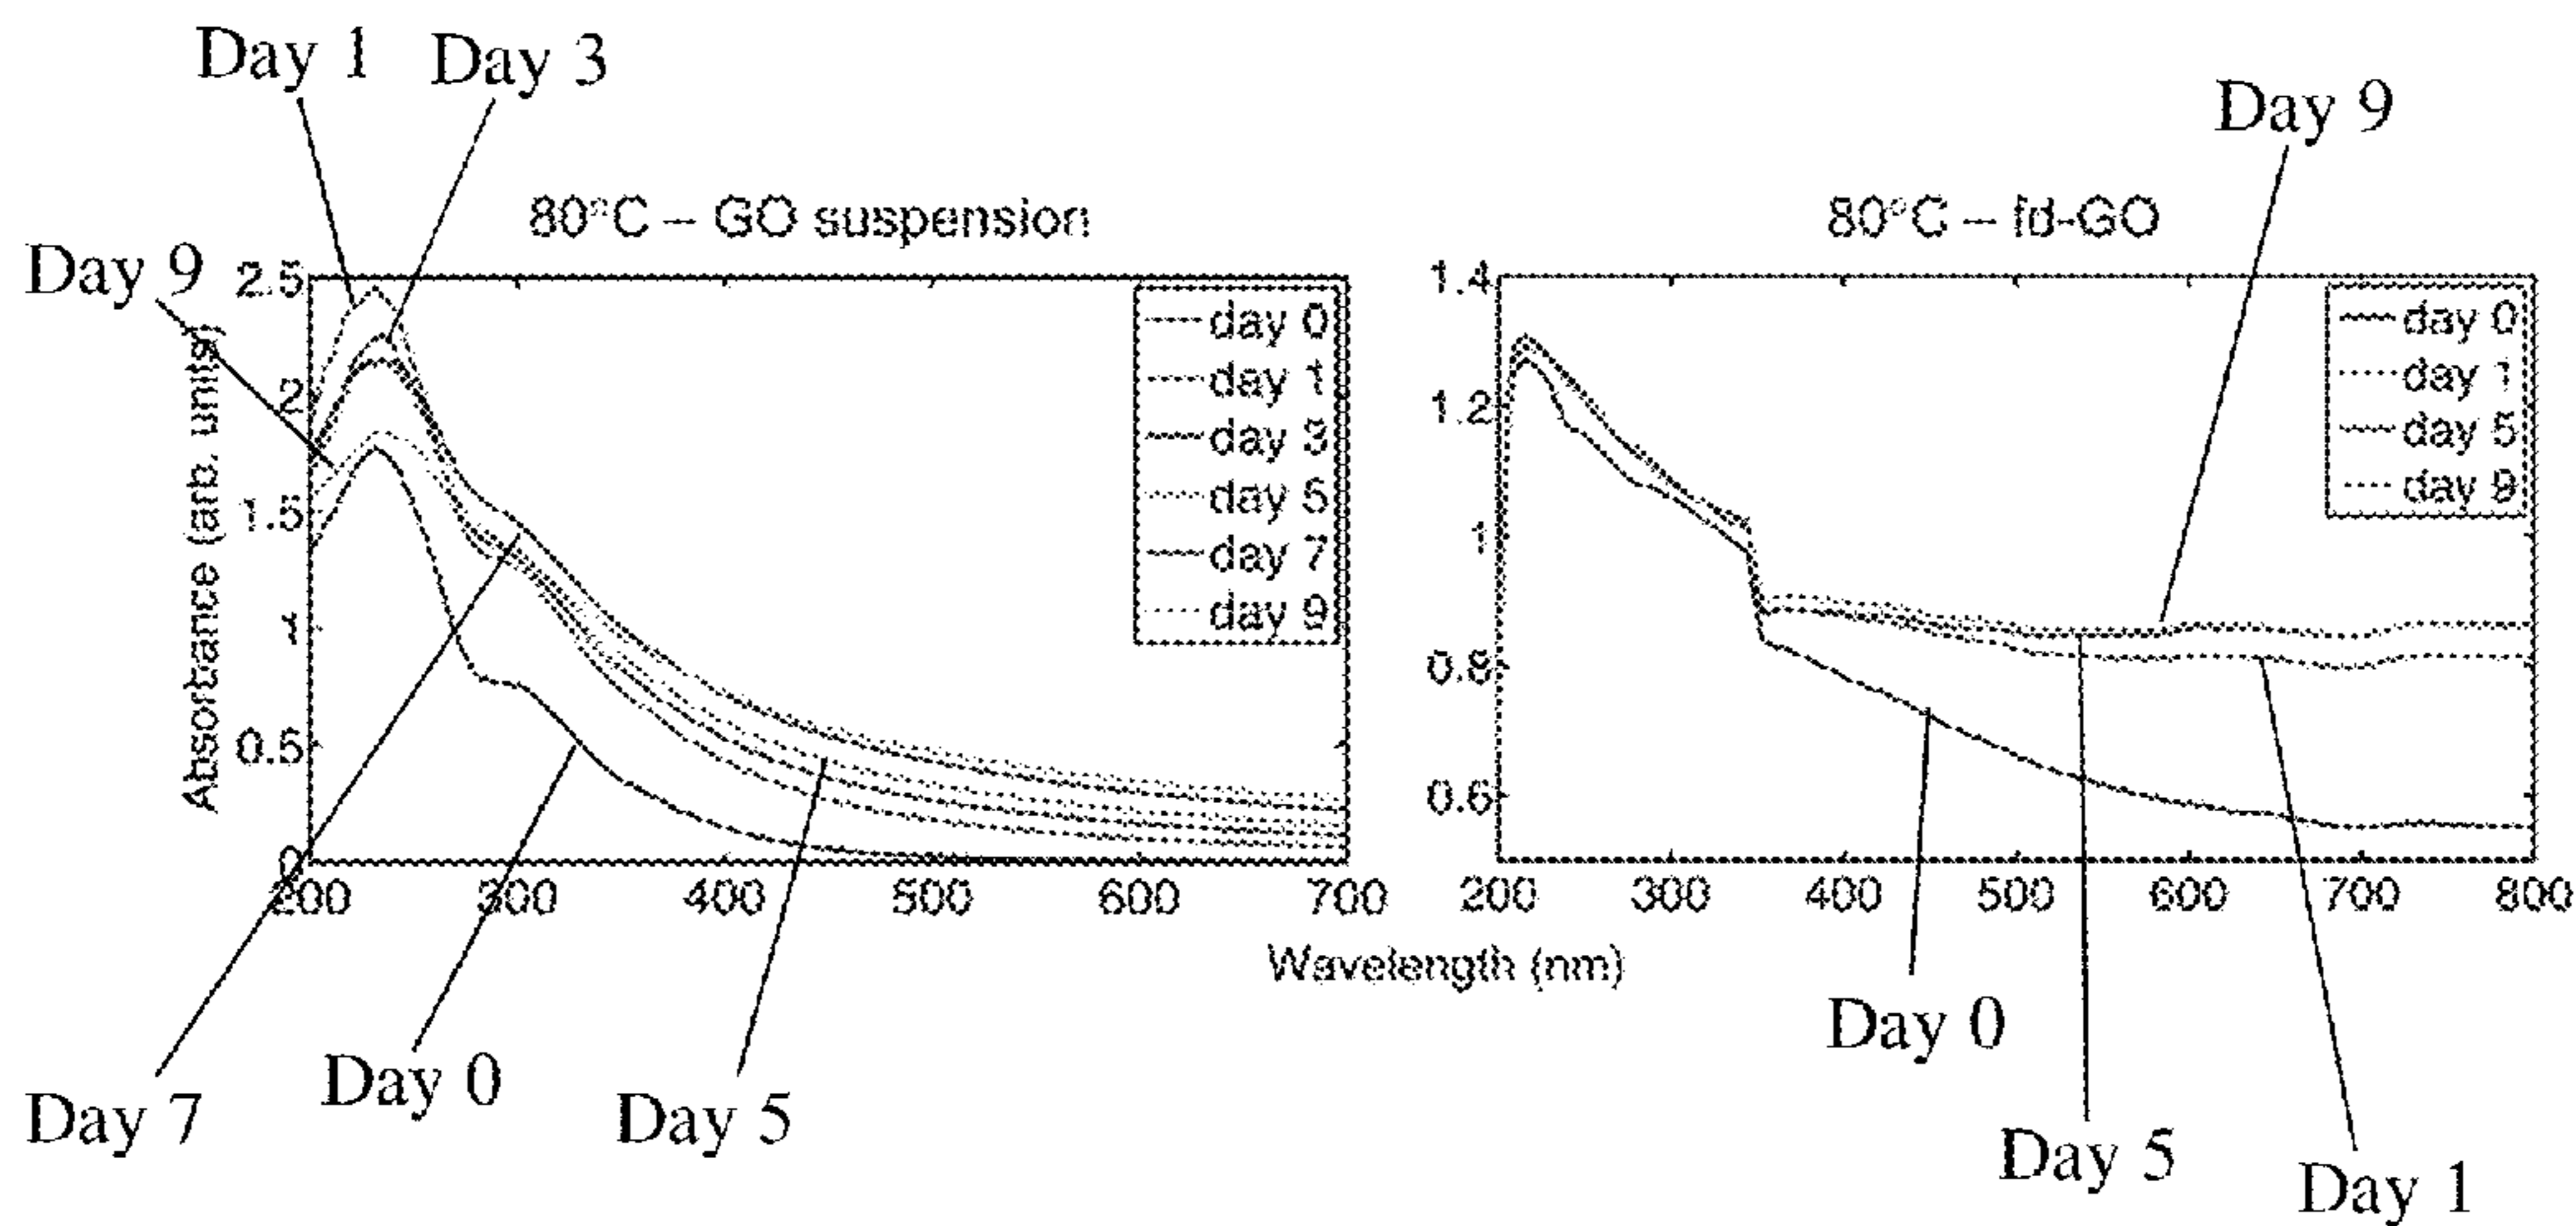 Day 1 Day 3
Day 9
80°C – GO suspension
80°C – fd-GO
Day 9
Absorbance (arb. units)
2.5
2
1.5
1
0.5
0
day 0
day 1
day 3
day 5
day 7
day 9
200 300 400 500 600 700
1.4
1.2
1
0.8
0.6
day 0
day 1
day 5
day 9
200 300 400 500 600 700 800
Wavelength (nm)
Day 7
Day 0
Day 5
Day 0
Day 5
Day 1